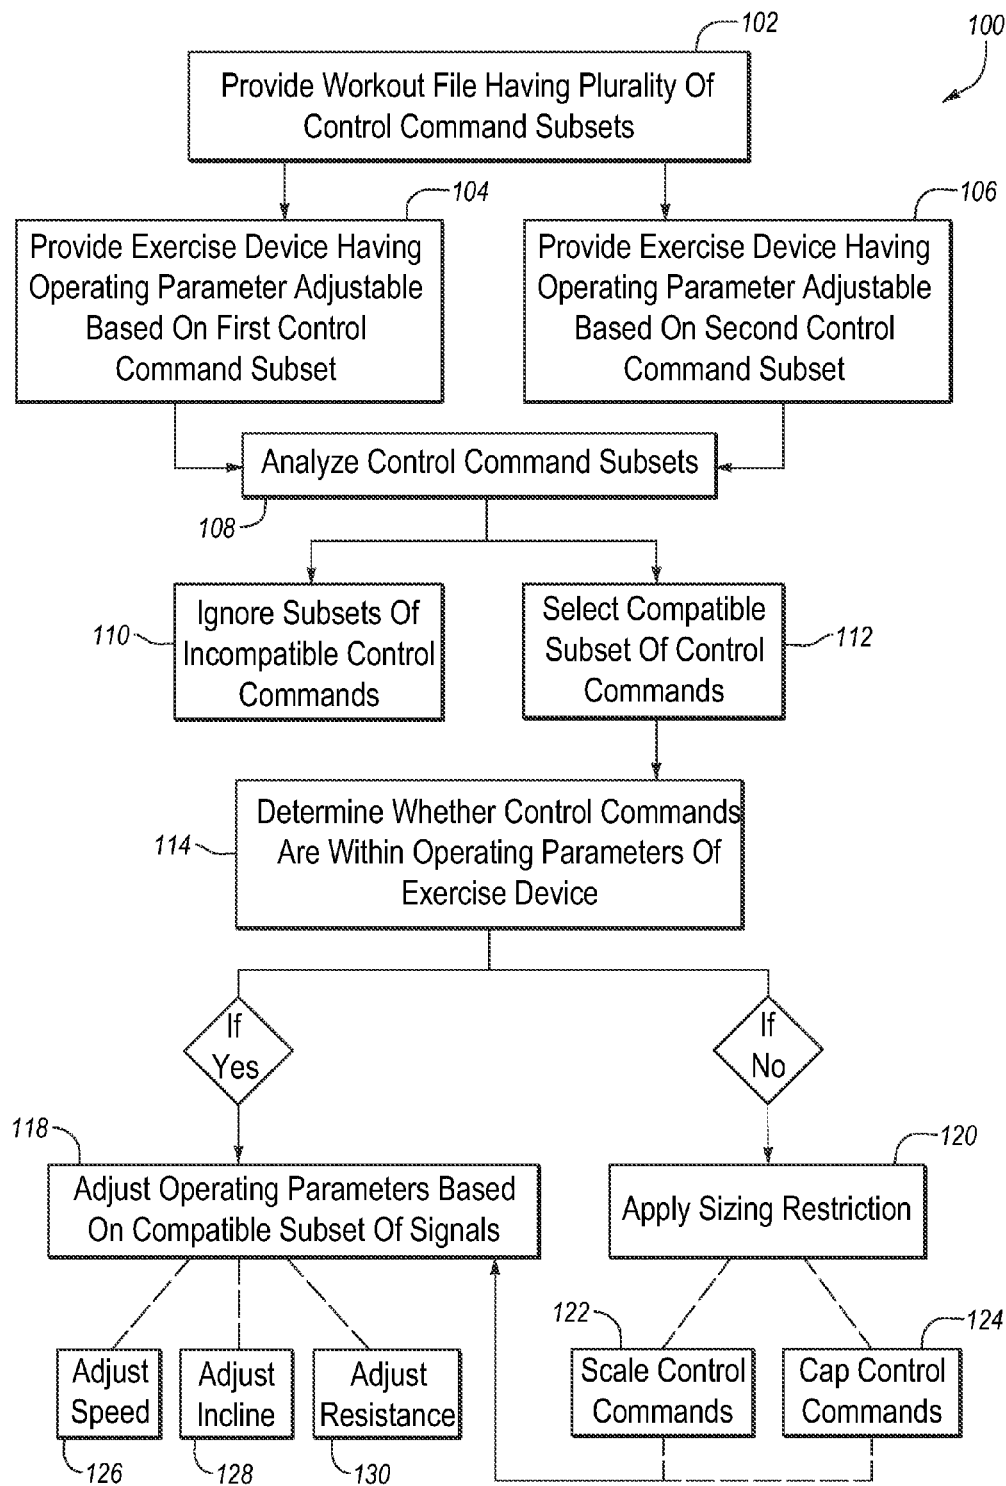 102
100
Provide Workout File Having Plurality Of
Control Command Subsets
104
106
Provide Exercise Device Having
Operating Parameter Adjustable
Based On First Control
Command Subset
Provide Exercise Device Having
Operating Parameter Adjustable
Based On Second Control
Command Subset
Analyze Control Command Subsets
108
110
Ignore Subsets Of
Incompatible Control
Commands
Select Compatible
Subset Of Control
Commands
112
114
Determine Whether Control Commands
Are Within Operating Parameters Of
Exercise Device
If
Yes
If
No
118
120
Adjust Operating Parameters Based
On Compatible Subset Of Signals
Apply Sizing Restriction
122
124
Adjust
Speed
Adjust
Incline
Adjust
Resistance
Scale Control
Commands
Cap Control
Commands
126
128
130